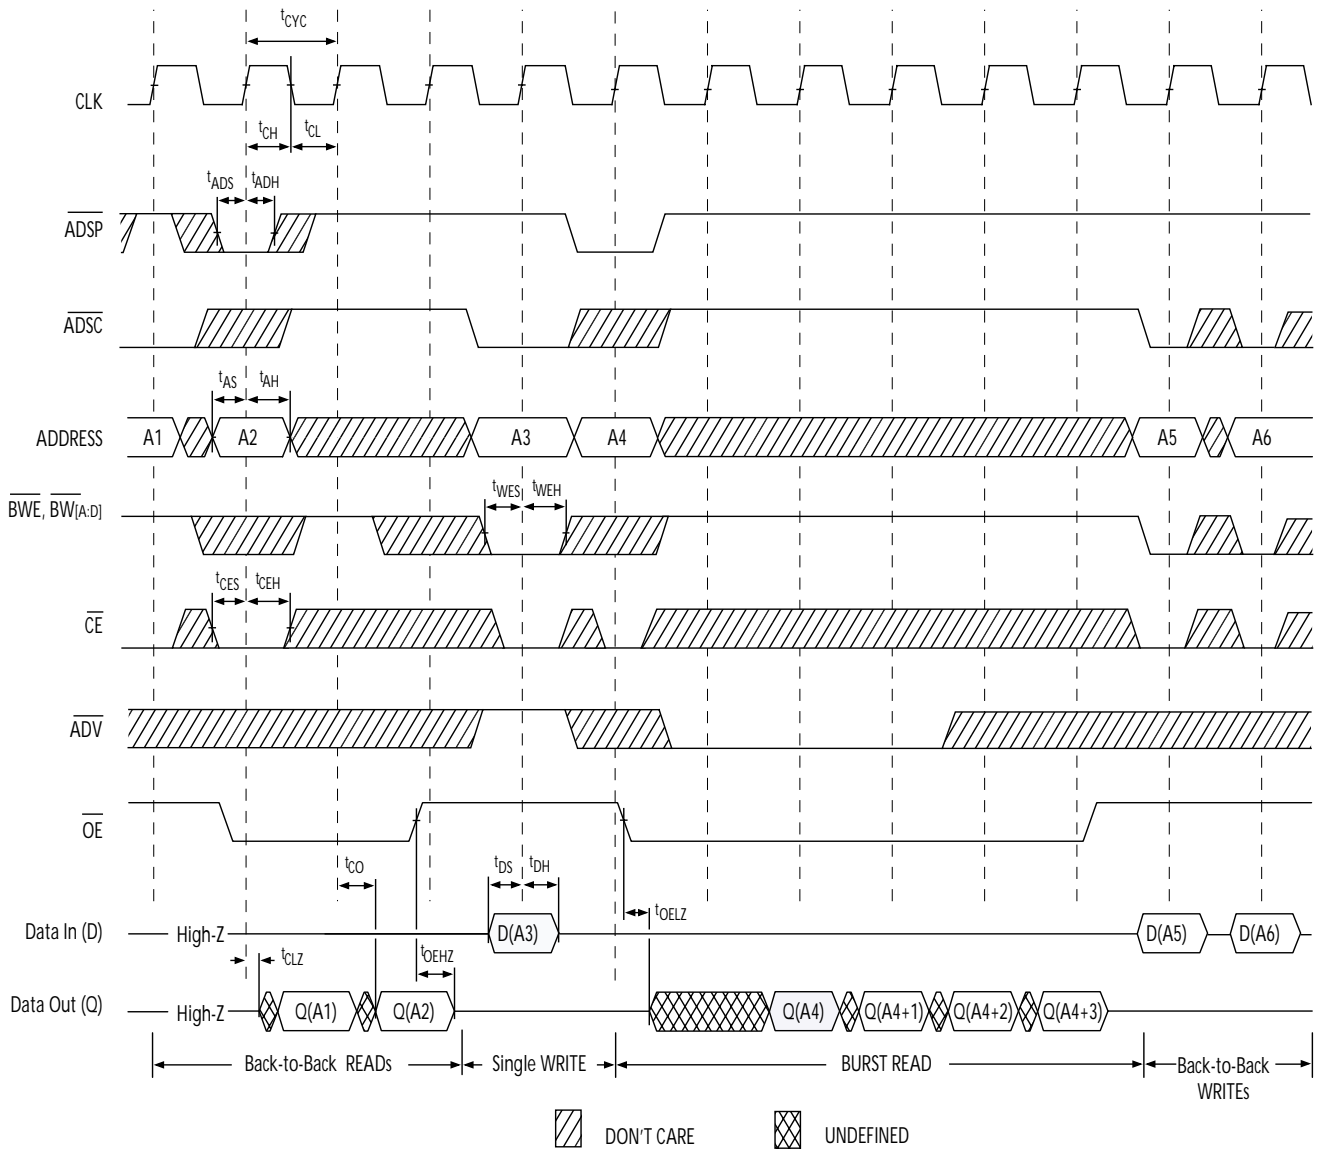 tCYC
CLK
tCH tCL
tADS tADH
ADSP
ADSC
tAS tAH
ADDRESS A1 A2 A3 A4 A5 A6
tWES tWEH
BWE, BW[A:D]
tCES tCEH
CE
ADV
OE
tCO tDS tDH
tOELZ
Data In (D) High-Z D(A3) D(A5) D(A6)
tCLZ tOEHZ
Data Out (Q) High-Z Q(A1) Q(A2) Q(A4) Q(A4+1) Q(A4+2) Q(A4+3)
Back-to-Back READs Single WRITE BURST READ Back-to-Back
WRITEs
DON'T CARE UNDEFINED